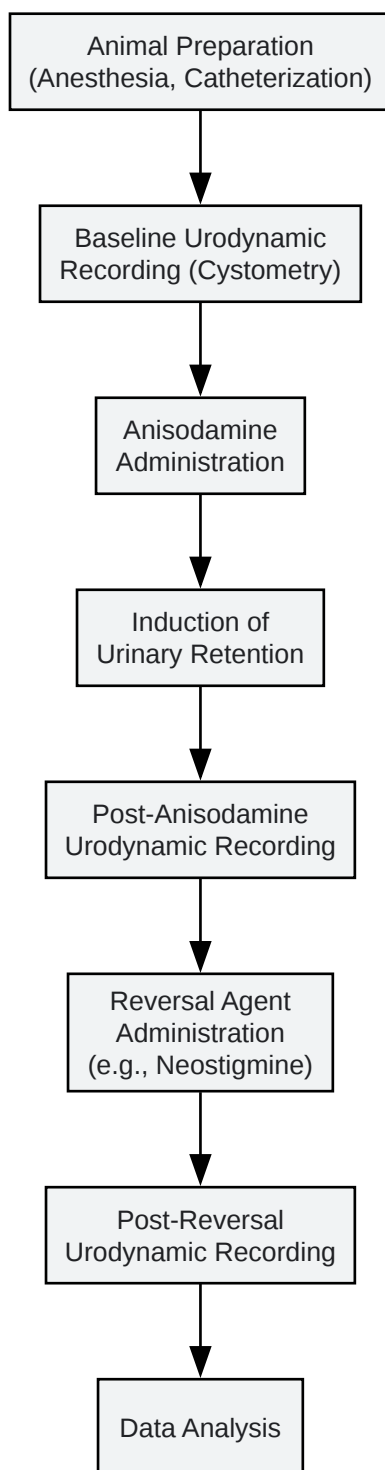 Animal Preparation
(Anesthesia, Catheterization)
Baseline Urodynamic
Recording (Cystometry)
Anisodamine
Administration
Induction of
Urinary Retention
Post-Anisodamine
Urodynamic Recording
Reversal Agent
Administration
(e.g., Neostigmine)
Post-Reversal
Urodynamic Recording
Data Analysis